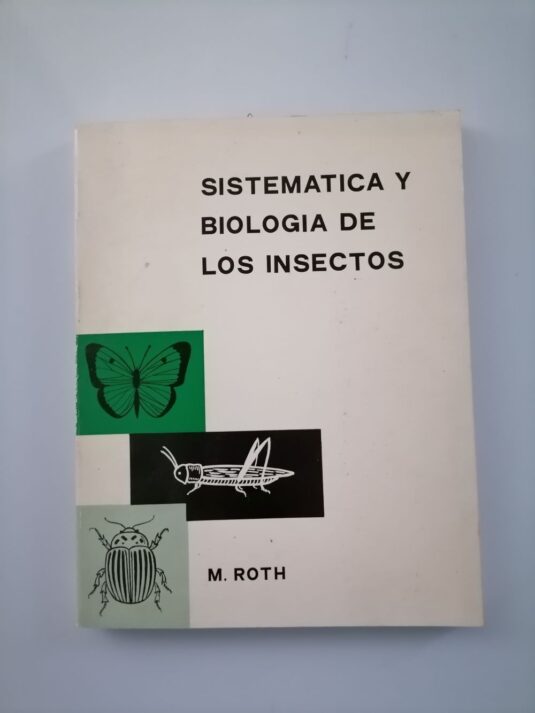 SISTEMATICA Y
BIOLOGIA DE
LOS INSECTOS
M. ROTH